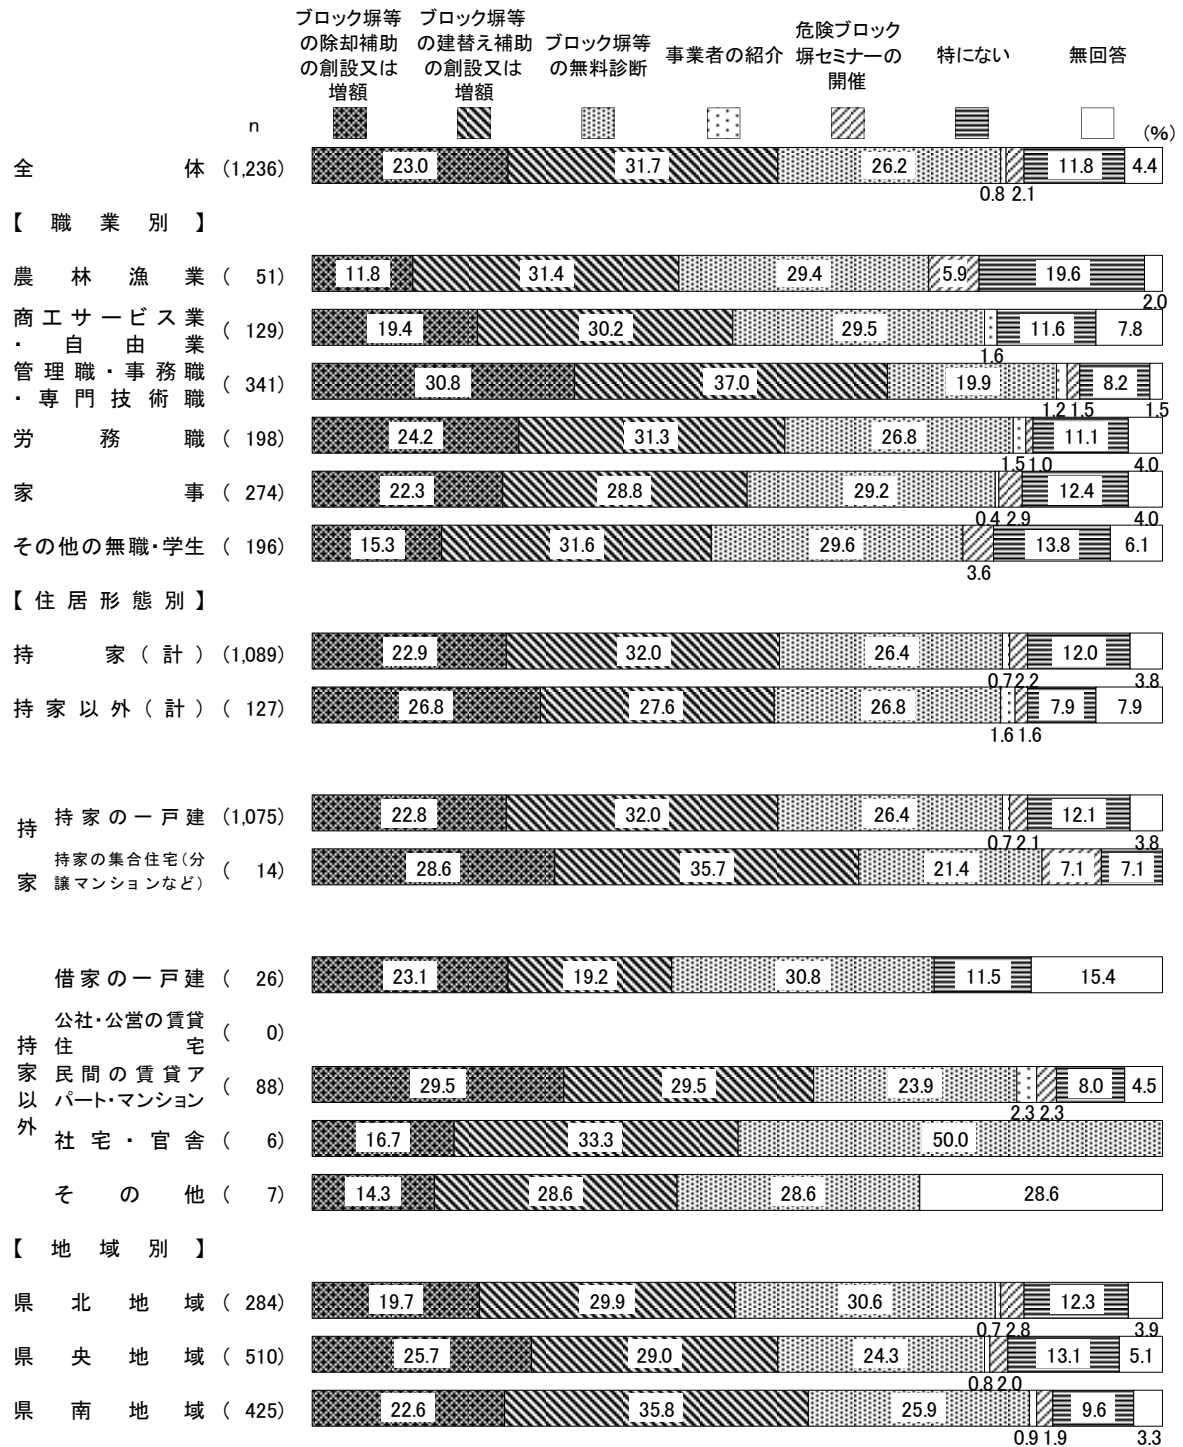 ブロック塀等
の除却補助
の創設又は
増額
ブロック塀等
の建替え補助
の創設又は
増額
ブロック塀等
の無料診断
事業者の紹介
危険ブロック
塀セミナーの
開催
特にない
無回答
n
(%)
全体 (1,236) 23.0 31.7 26.2 0.8 2.1 11.8 4.4
【職業別】
農林漁業 ( 51) 11.8 31.4 29.4 5.9 19.6 2.0
商工サービス業
・自由業 ( 129) 19.4 30.2 29.5 1.6 11.6 7.8
管理職・事務職
・専門技術職 ( 341) 30.8 37.0 19.9 1.2 1.5 8.2 1.5
労務職 ( 198) 24.2 31.3 26.8 1.5 1.0 11.1 4.0
家事 ( 274) 22.3 28.8 29.2 0.4 2.9 12.4 4.0
その他の無職・学生 ( 196) 15.3 31.6 29.6 3.6 13.8 6.1
【住居形態別】
持家(計) (1,089) 22.9 32.0 26.4 0.7 2.2 12.0 3.8
持家以外(計) ( 127) 26.8 27.6 26.8 1.6 1.6 7.9 7.9
持家
持家の一戸建 (1,075) 22.8 32.0 26.4 0.7 2.1 12.1 3.8
持家の集合住宅(分
譲マンションなど) ( 14) 28.6 35.7 21.4 7.1 7.1
持家以外
借家の一戸建 ( 26) 23.1 19.2 30.8 11.5 15.4
公社・公営の賃貸
住宅 ( 0)
民間の賃貸ア
パート・マンション ( 88) 29.5 29.5 23.9 2.3 2.3 8.0 4.5
社宅・官舎 ( 6) 16.7 33.3 50.0
その他 ( 7) 14.3 28.6 28.6 28.6
【地域別】
県北地域 ( 284) 19.7 29.9 30.6 0.7 2.8 12.3 3.9
県央地域 ( 510) 25.7 29.0 24.3 0.8 2.0 13.1 5.1
県南地域 ( 425) 22.6 35.8 25.9 0.9 1.9 9.6 3.3